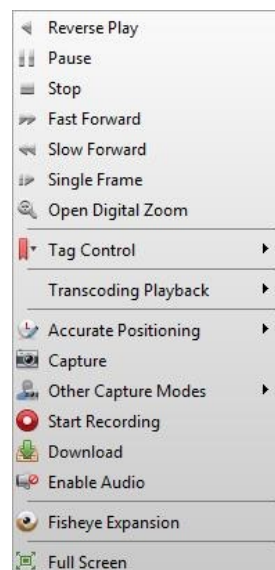 Reverse Play
Pause
Stop
Fast Forward
Slow Forward
Single Frame
Open Digital Zoom
Tag Control
Transcoding Playback
Accurate Positioning
Capture
Other Capture Modes
Start Recording
Download
Enable Audio
Fisheye Expansion
Full Screen